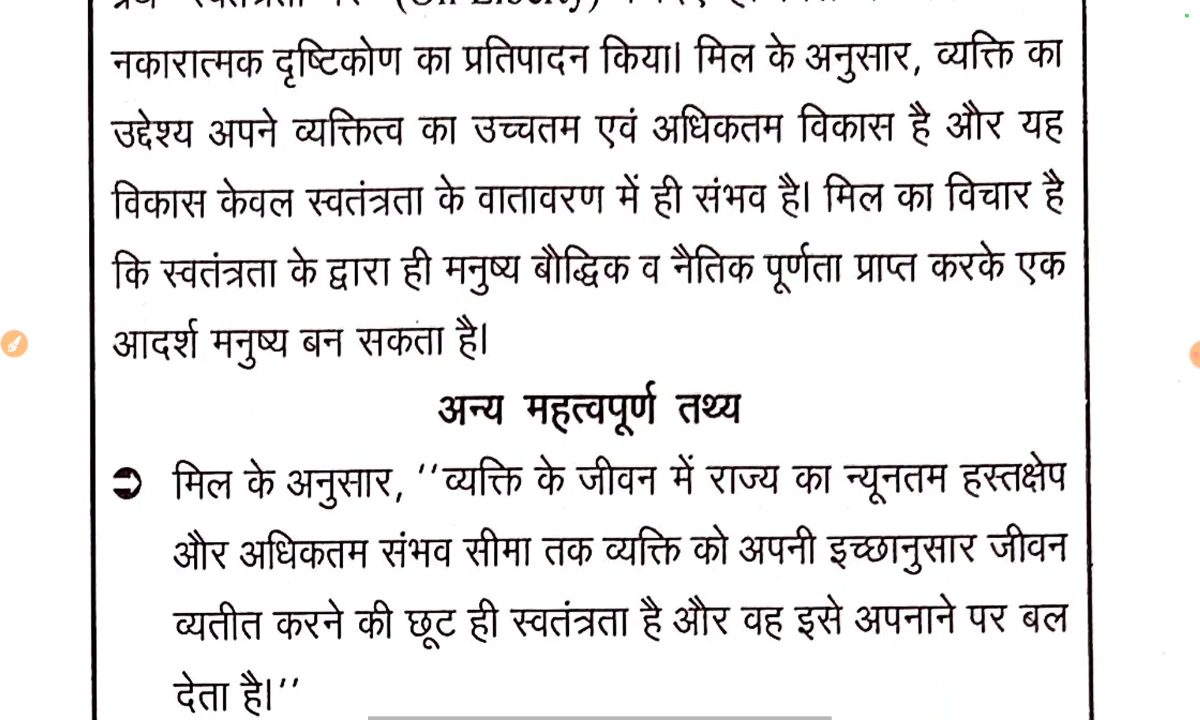 (On Liberty)
नकारात्मक दृष्टिकोण का प्रतिपादन किया। मिल के अनुसार, व्यक्ति का
उद्देश्य अपने व्यक्तित्व का उच्चतम एवं अधिकतम विकास है और यह
विकास केवल स्वतंत्रता के वातावरण में ही संभव है। मिल का विचार है
कि स्वतंत्रता के द्वारा ही मनुष्य बौद्धिक व नैतिक पूर्णता प्राप्त करके एक
आदर्श मनुष्य बन सकता है।
अन्य महत्वपूर्ण तथ्य
➲ मिल के अनुसार, ''व्यक्ति के जीवन में राज्य का न्यूनतम हस्तक्षेप
और अधिकतम संभव सीमा तक व्यक्ति को अपनी इच्छानुसार जीवन
व्यतीत करने की छूट ही स्वतंत्रता है और वह इसे अपनाने पर बल
देता है।''